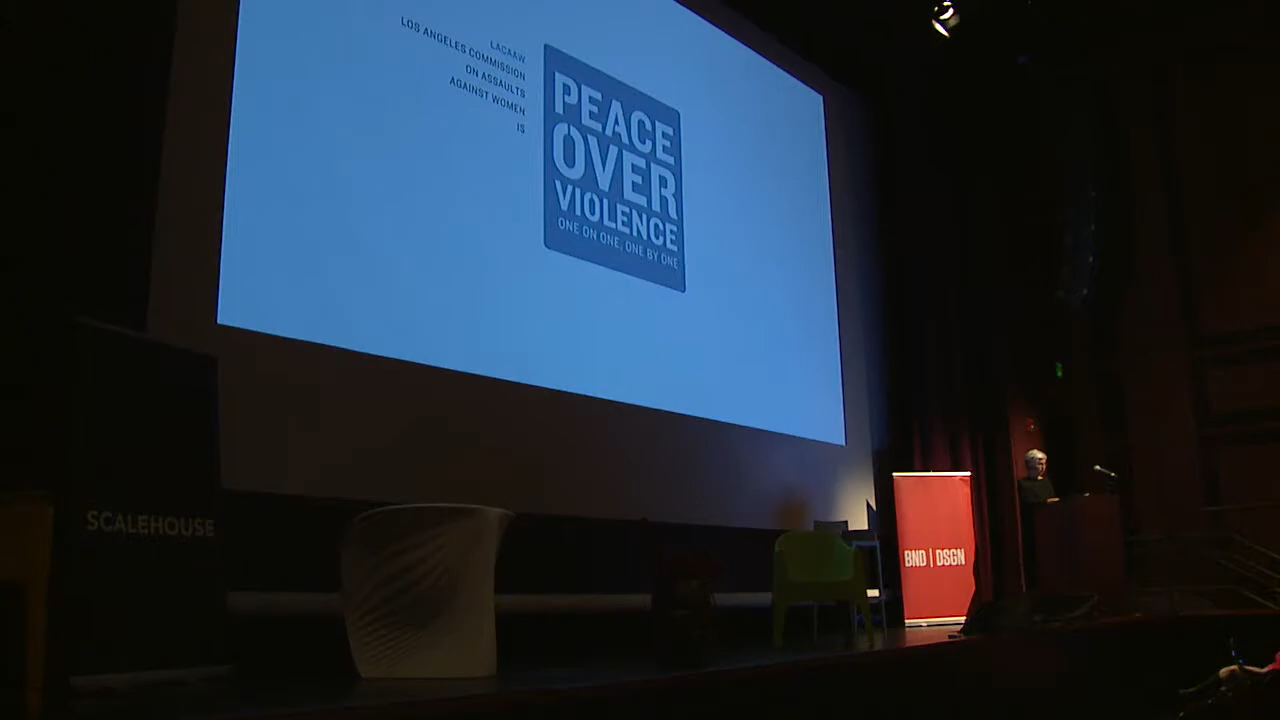 LACAAW
LOS ANGELES COMMISSION
ON ASSAULTS
AGAINST WOMEN
IS
PEACE
OVER
VIOLENCE
ONE ON ONE, ONE BY ONE
SCALEHOUSE
BND | DSGN